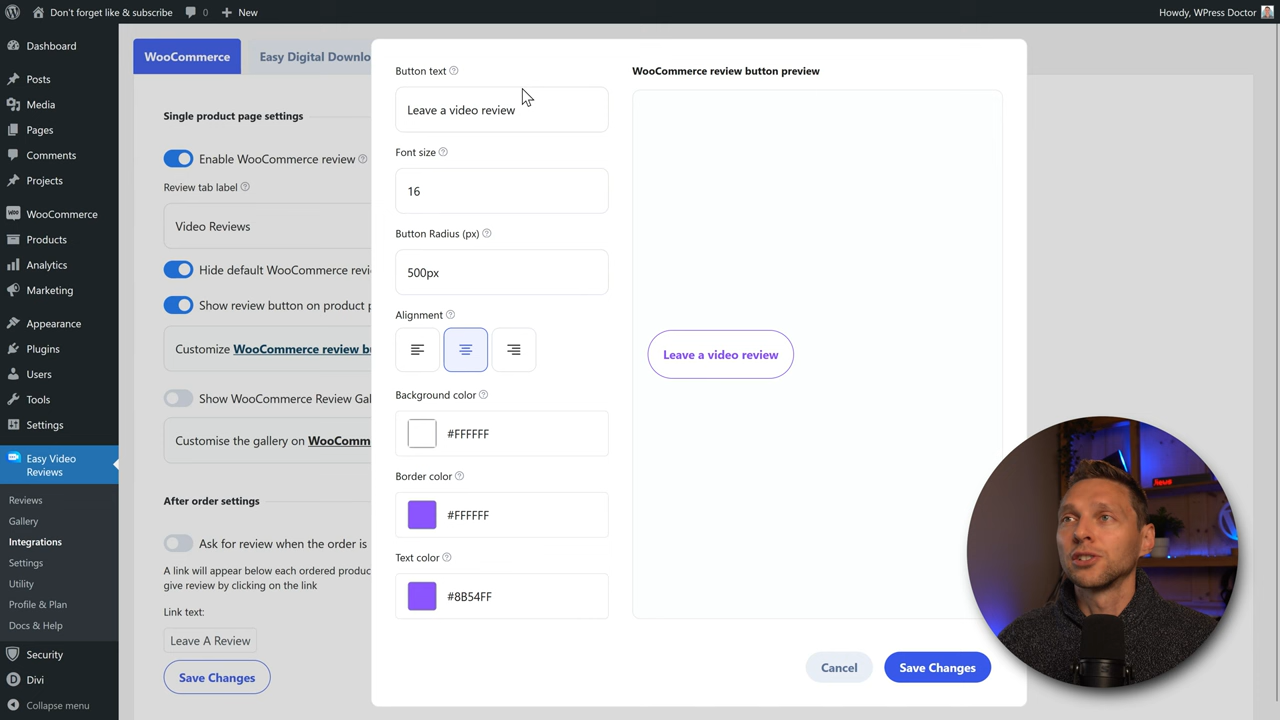 Don't forget like & subscribe
0
New
Howdy, WPress Doctor
Dashboard
Posts
Media
Pages
Comments
Projects
WooCommerce
Products
Analytics
Marketing
Appearance
Plugins
Users
Tools
Settings
Easy Video
Reviews
Reviews
Gallery
Integrations
Settings
Utility
Profile & Plan
Docs & Help
Security
Divi
Collapse menu
WooCommerce
Easy Digital Downlo
Single product page settings
Enable WooCommerce review
Review tab label
Video Reviews
Hide default WooCommerce revi
Show review button on product p
Customize WooCommerce review bu
Show WooCommerce Review Gal
Customise the gallery on WooComm
After order settings
Ask for review when the order is
A link will appear below each ordered produc
give review by clicking on the link
Link text:
Leave A Review
Save Changes
Button text
Leave a video review
Font size
16
Button Radius (px)
500px
Alignment
Background color
#FFFFFF
Border color
#FFFFFF
Text color
#8B54FF
WooCommerce review button preview
Leave a video review
Cancel
Save Changes
News